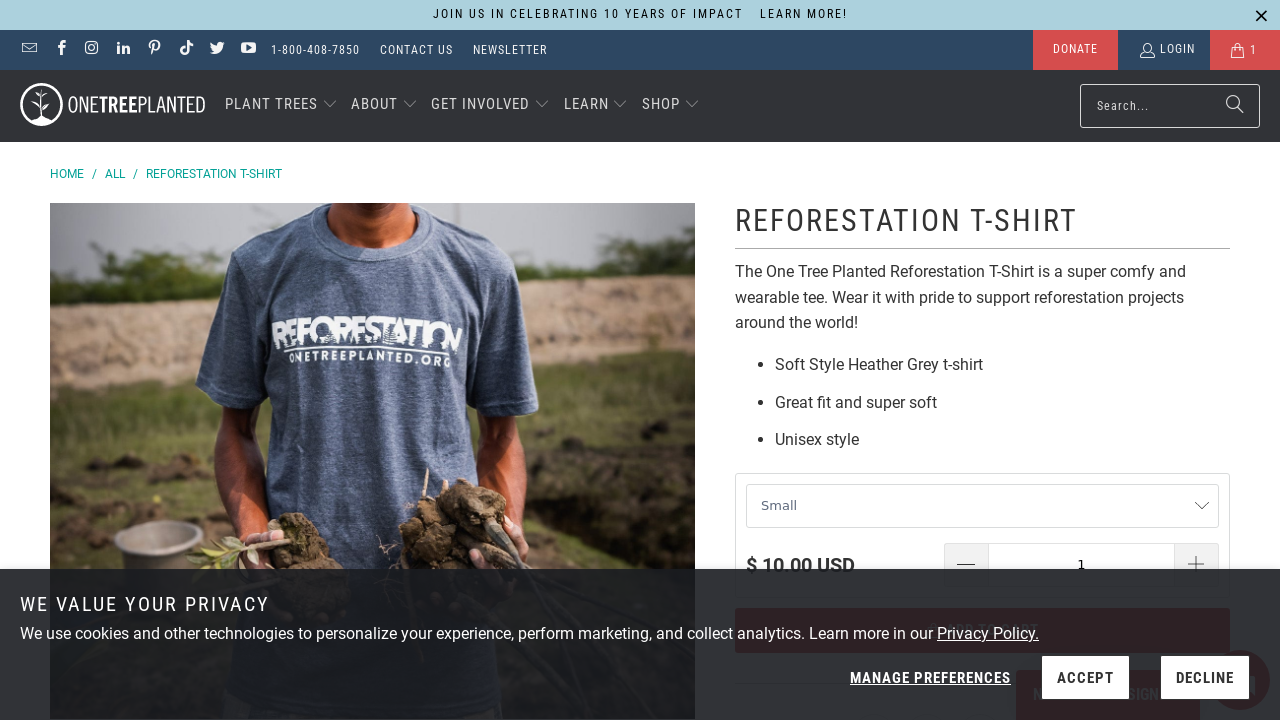 JOIN US IN CELEBRATING 10 YEARS OF IMPACT LEARN MORE!
1-800-408-7850 CONTACT US NEWSLETTER DONATE LOGIN 1
ONETREEPLANTED PLANT TREES ABOUT GET INVOLVED LEARN SHOP Search...
HOME / ALL / REFORESTATION T-SHIRT
REFORESTATION
ONETREEPLANTED.ORG
REFORESTATION T-SHIRT
The One Tree Planted Reforestation T-Shirt is a super comfy and
wearable tee. Wear it with pride to support reforestation projects
around the world!
Soft Style Heather Grey t-shirt
Great fit and super soft
Unisex style
Small
$ 10.00 USD 1
WE VALUE YOUR PRIVACY
We use cookies and other technologies to personalize your experience, perform marketing, and collect analytics. Learn more in our Privacy Policy.
MANAGE PREFERENCES ACCEPT DECLINE